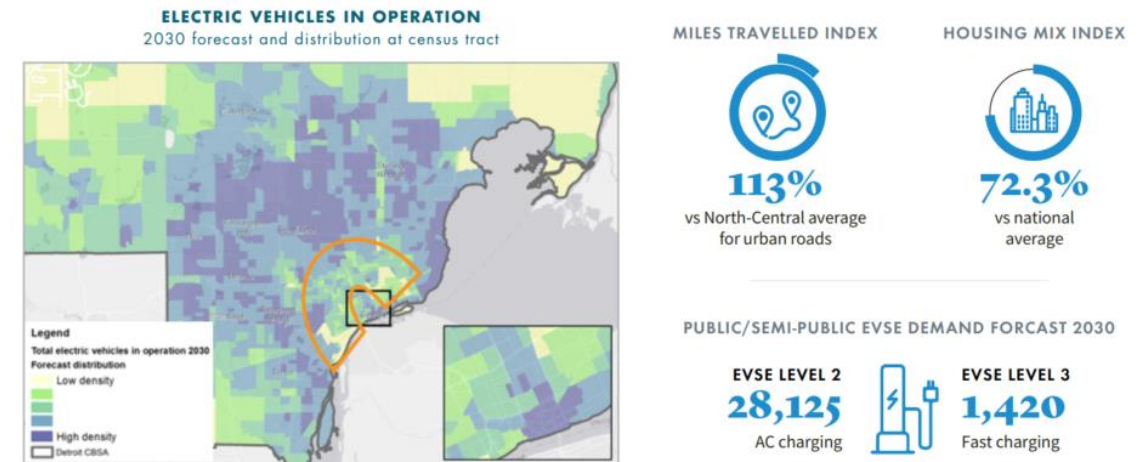 ELECTRIC VEHICLES IN OPERATION
2030 forecast and distribution at census tract
Legend
Total electric vehicles in operation 2030
Forecast distribution
Low density
High density
Detroit CBSA
MILES TRAVELLED INDEX
113%
vs North-Central average
for urban roads
HOUSING MIX INDEX
72.3%
vs national
average
PUBLIC/SEMI-PUBLIC EVSE DEMAND FORCAST 2030
EVSE LEVEL 2
28,125
AC charging
EVSE LEVEL 3
1,420
Fast charging